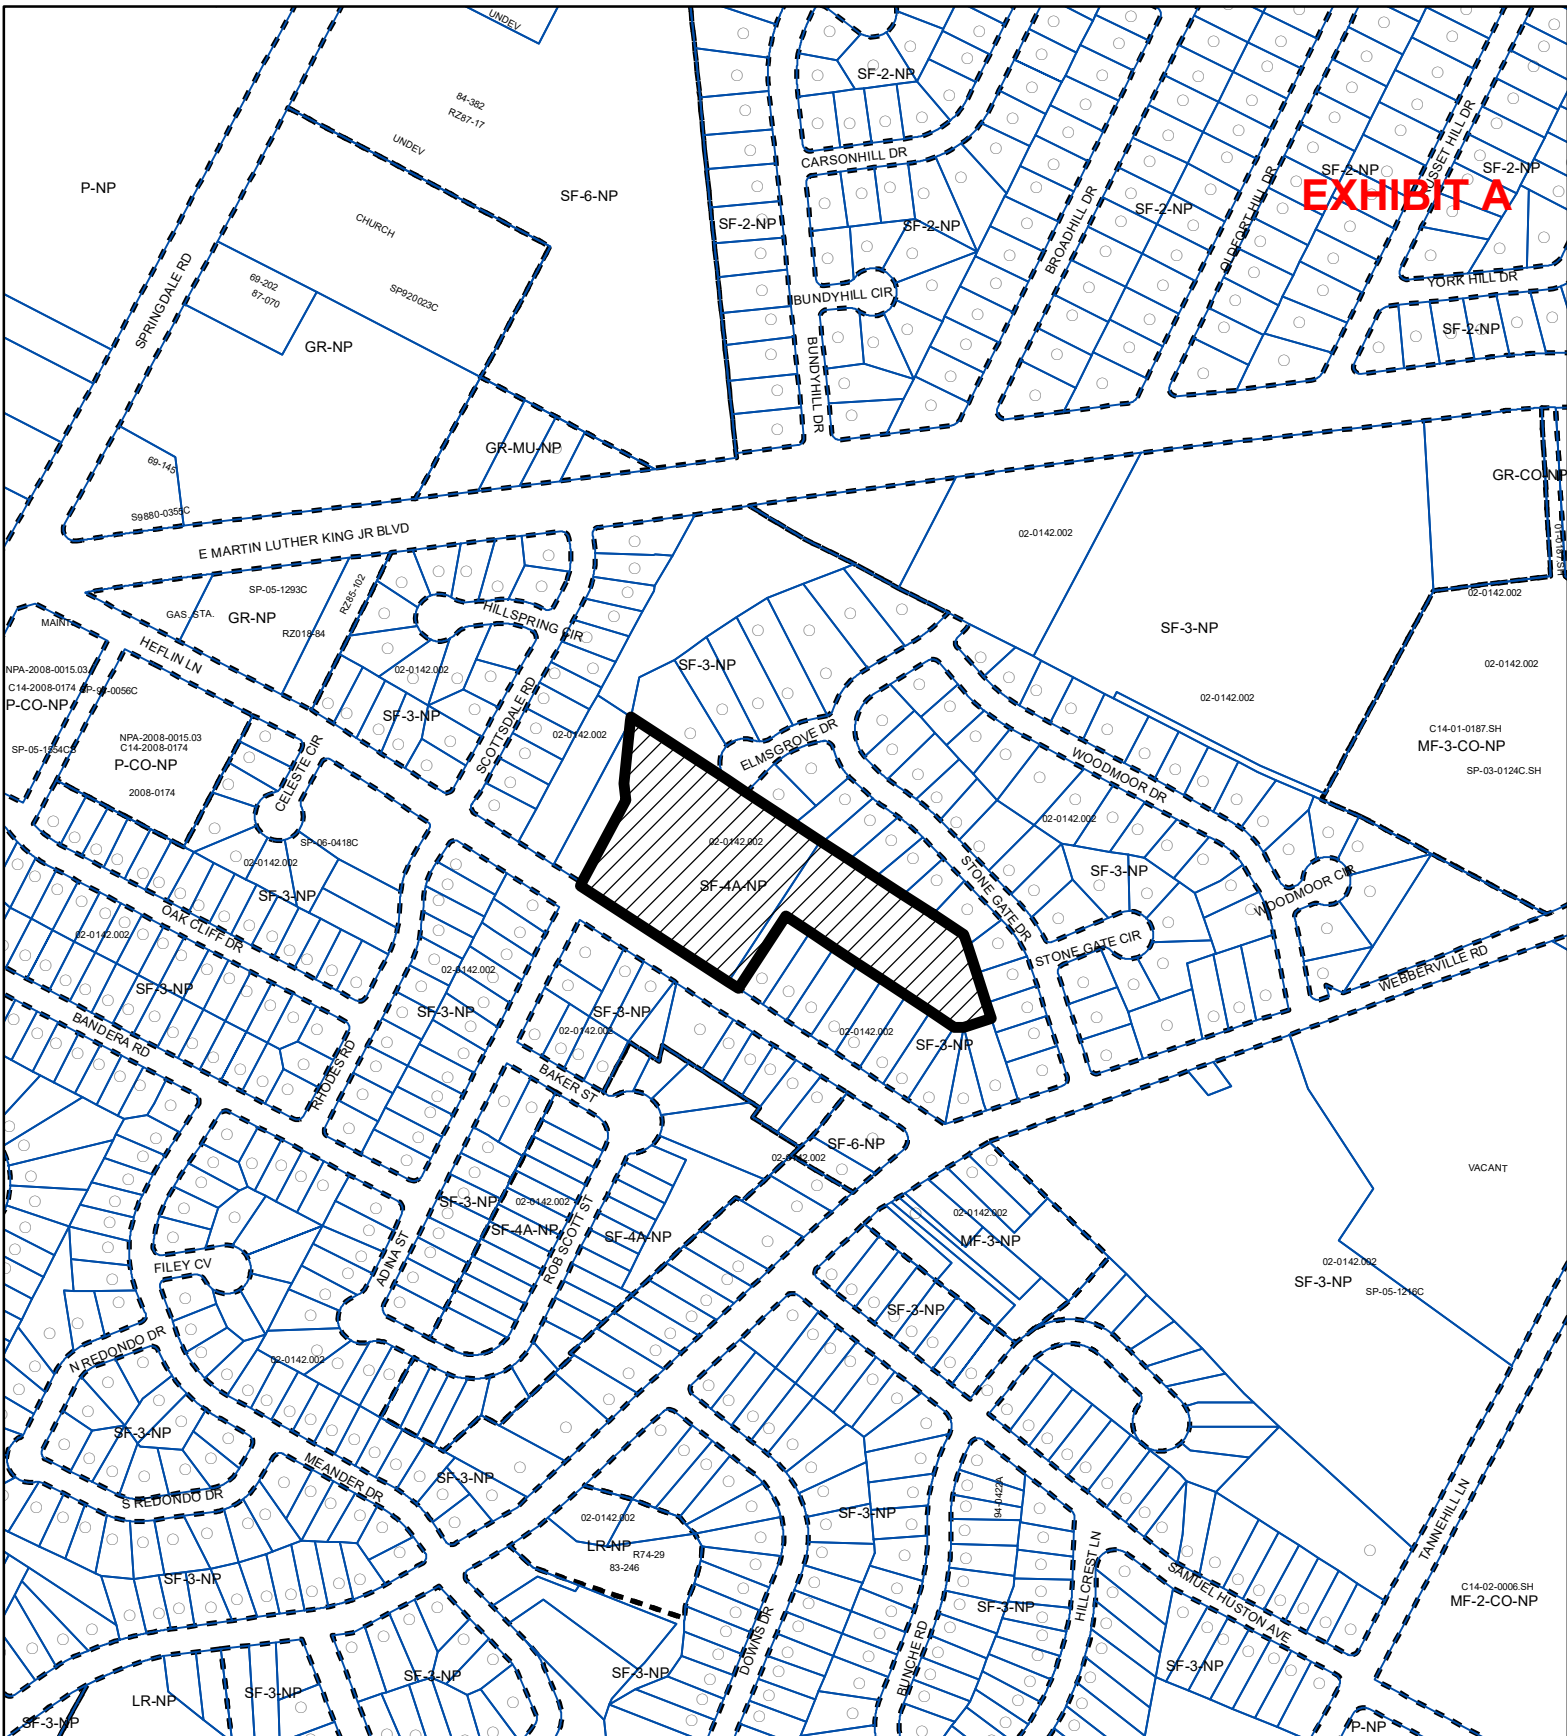 UNDEV
SF-2-NP
84-382
RZ87-17
UNDEV
CARSONHILL DR
P-NP
SF-6-NP
SF-2-NP
SF-2-NP
EXHIBIT A
RUSSET HILL DR
CHURCH
SF-2-NP
SF-2-NP
SF-2-NP
BROADHILL DR
OLDFORT HILL DR
SPRINGDALE RD
69-202
87-070
SP920023C
BUNDYHILL CIR
YORK HILL DR
SF-2-NP
GR-NP
BUNDYHILL DR
GR-MU-NP
69-145
GR-CO-NP
S9880-0355C
E MARTIN LUTHER KING JR BLVD
02-0142.002
01-0187.SH
SP-05-1293C
RZ85-102
GAS STA.
GR-NP
RZ018-84
HILLSPRING CIR
02-0142.002
MAINT
HEFLIN LN
SF-3-NP
NPA-2008-0015.03
02-0142.002
SF-3-NP
02-0142.002
C14-2008-0174
SP-97-0056C
P-CO-NP
SCOTTSDALE RD
02-0142.002
SF-3-NP
02-0142.002
NPA-2008-0015.03
C14-2008-0174
P-CO-NP
SP-05-1554CS
CELESTE CIR
ELMSGROVE DR
WOODMOOR DR
C14-01-0187.SH
MF-3-CO-NP
SP-03-0124C.SH
2008-0174
02-0142.002
SP-06-0418C
02-0142.002
02-0142.002
SF-4A-NP
SF-3-NP
SF-3-NP
STONE GATE DR
WOODMOOR CIR
OAK CLIFF DR
02-0142.002
STONE GATE CIR
WEBBERVILLE RD
02-0142.002
SF-3-NP
SF-3-NP
SF-3-NP
02-0142.002
02-0142.002
SF-3-NP
BANDERA RD
RHODES RD
BAKER ST
SF-6-NP
02-0142.002
VACANT
SF-3-NP
02-0142.002
SF-4A-NP
SF-4A-NP
ROB SCOTT ST
ADINA ST
02-0142.002
MF-3-NP
FILEY CV
02-0142.002
SF-3-NP
SP-05-1216C
SF-3-NP
N REDONDO DR
02-0142.002
SF-3-NP
SF-3-NP
MEANDER DR
S REDONDO DR
94-0422A
SF-3-NP
02-0142.002
LR-NP
R74-29
83-246
TANNEHILL LN
SF-3-NP
HILLCREST LN
SAMUEL HUSTON AVE
C14-02-0006.SH
MF-2-CO-NP
SF-3-NP
DOWNS DR
BUNCHE RD
SF-3-NP
SF-3-NP
SF-3-NP
SF-3-NP
LR-NP
SF-3-NP
P-NP